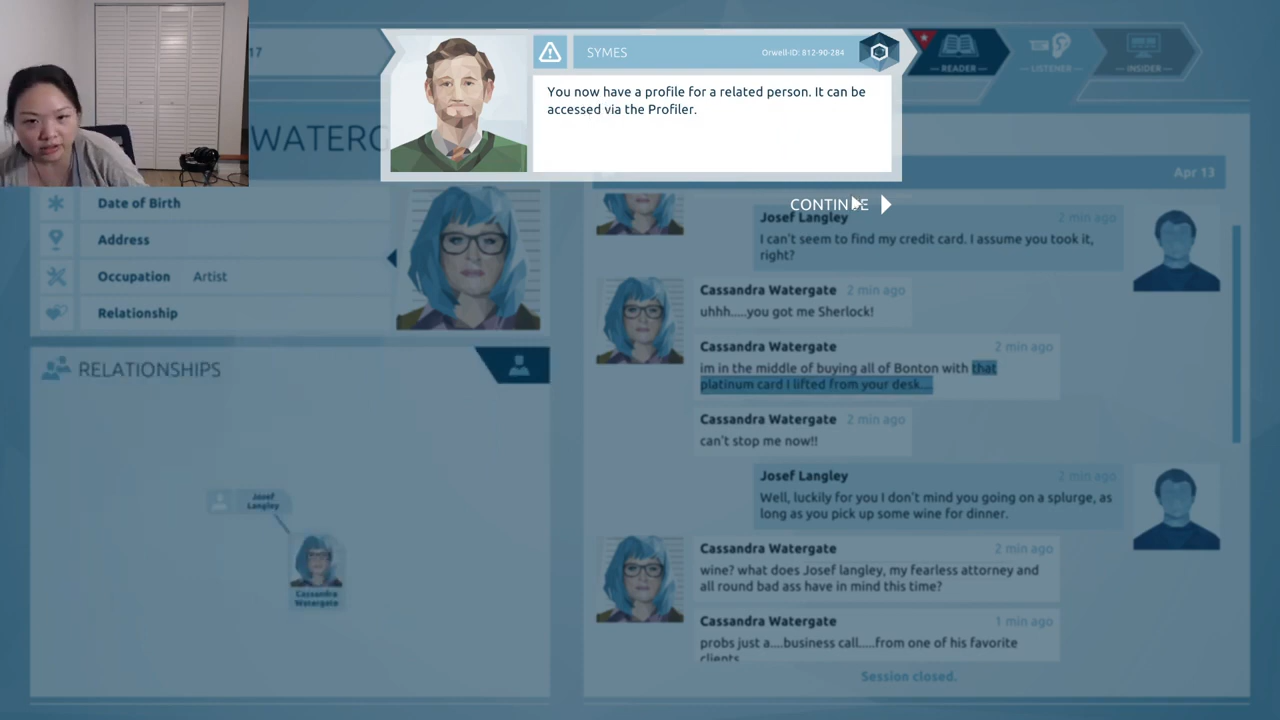 17
SYMES
Orwell-ID: 812-90-284
You now have a profile for a related person. It can be
accessed via the Profiler.
CONTINUE
READER
LISTENER
INSIDER
WATERG
Date of Birth
Address
Occupation Artist
Relationship
RELATIONSHIPS
Josef
Langley
Cassandra
Watergate
Apr 13
Josef Langley 2 min ago
I can't seem to find my credit card. I assume you took it,
right?
Cassandra Watergate 2 min ago
uhhh.....you got me Sherlock!
Cassandra Watergate 2 min ago
im in the middle of buying all of Bonton with that
platinum card I lifted from your desk....
Cassandra Watergate 2 min ago
can't stop me now!!
Josef Langley 2 min ago
Well, luckily for you I don't mind you going on a splurge, as
long as you pick up some wine for dinner.
Cassandra Watergate 2 min ago
wine? what does Josef langley, my fearless attorney and
all round bad ass have in mind this time?
Cassandra Watergate 1 min ago
probs just a....business call.....from one of his favorite
clients
Session closed.